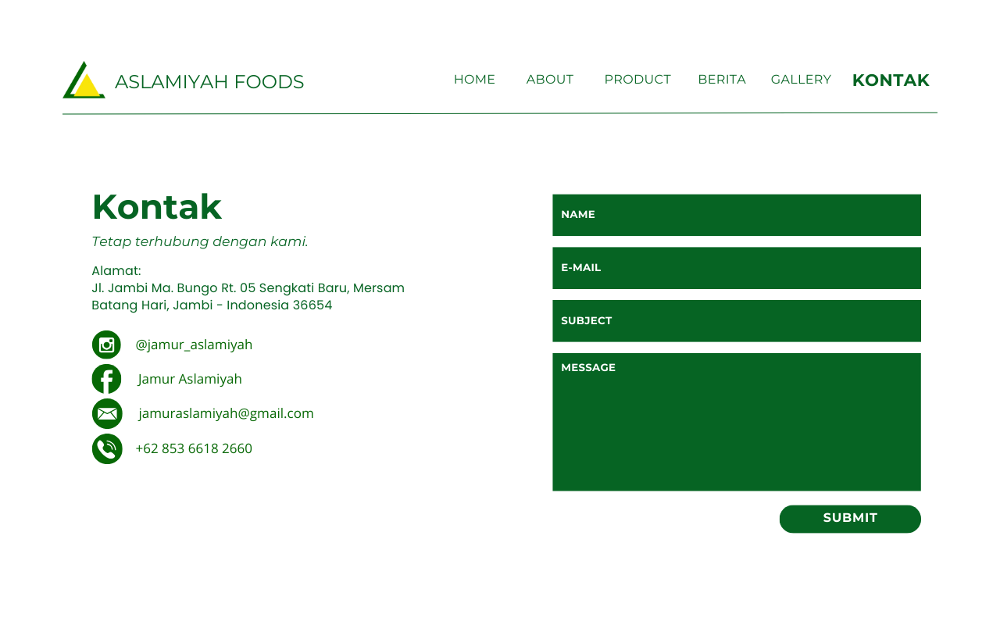 ASLAMIYAH FOODS
HOME ABOUT PRODUCT BERITA GALLERY KONTAK
Kontak
Tetap terhubung dengan kami.
Alamat:
Jl. Jambi Ma. Bungo Rt. 05 Sengkati Baru, Mersam
Batang Hari, Jambi - Indonesia 36654
@jamur_aslamiyah
Jamur Aslamiyah
jamuraslamiyah@gmail.com
+62 853 6618 2660
NAME
E-MAIL
SUBJECT
MESSAGE
SUBMIT